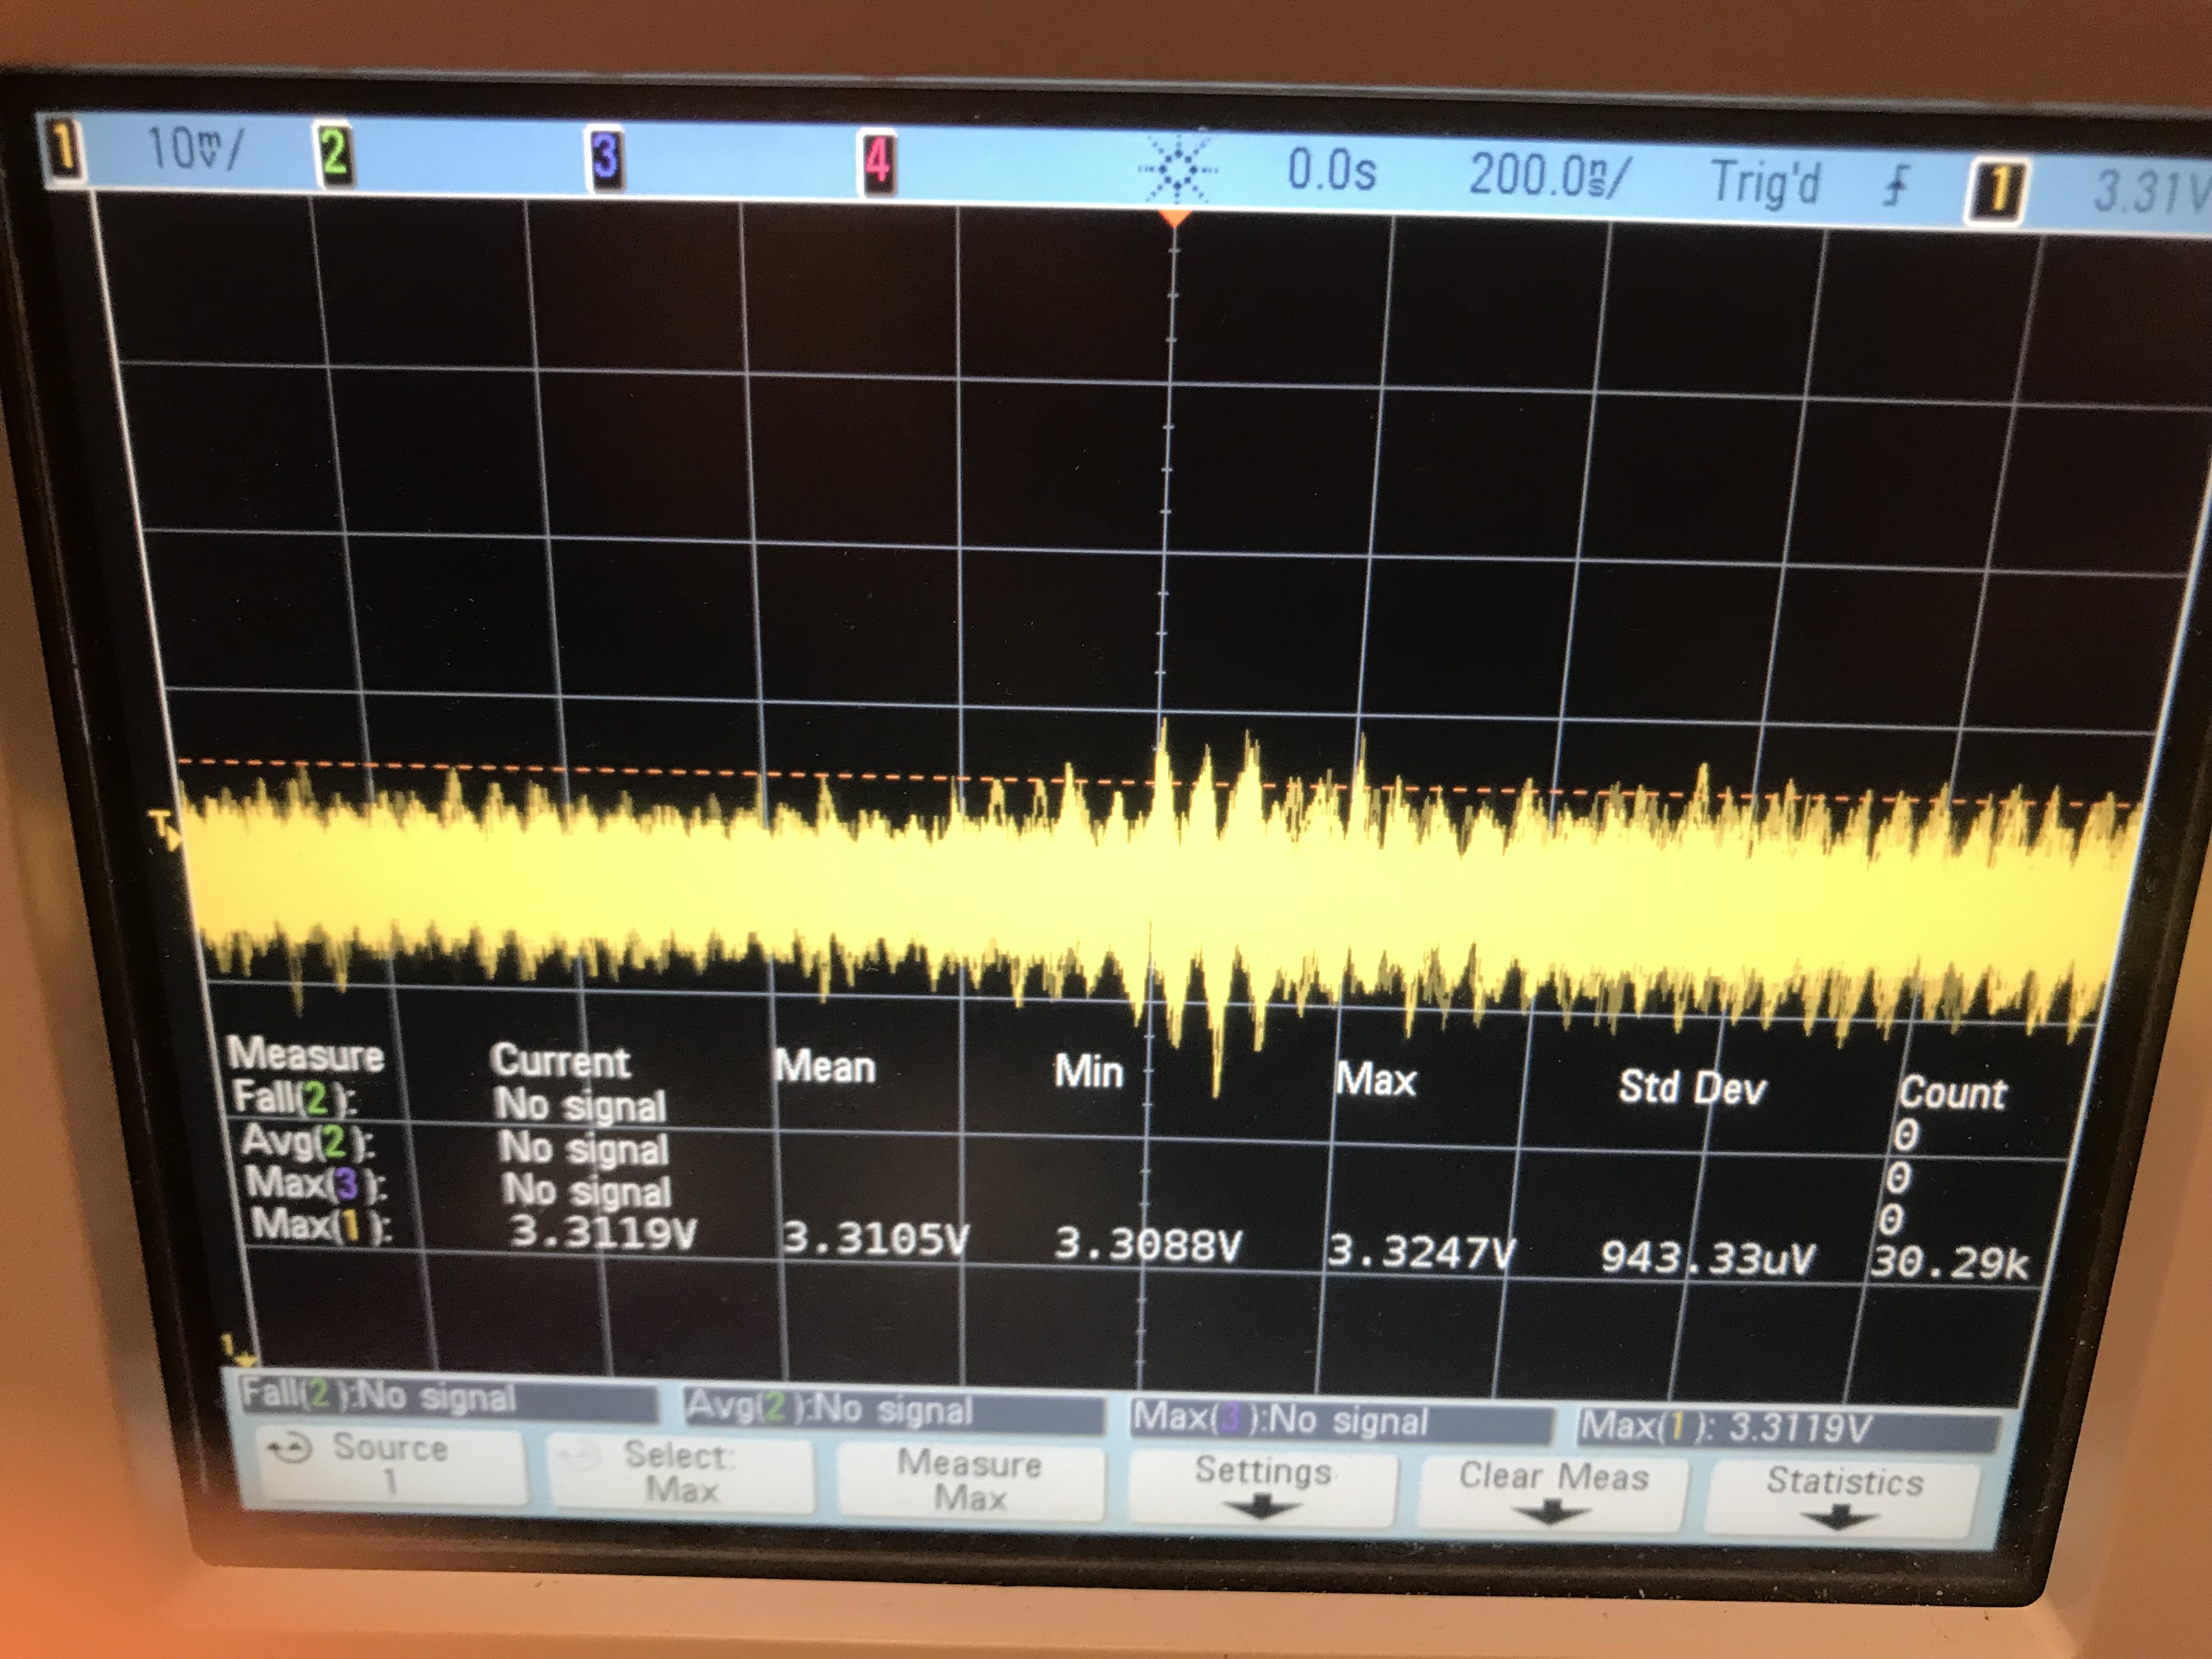 1 10mV/ 2 3 4 0.0s 200.0ns/ Trig'd 1 3.31V
T
Measure Current Mean Min Max Std Dev Count
Fall(2): No signal 0
Avg(2): No signal 0
Max(3): No signal 0
Max(1): 3.3119V 3.3105V 3.3088V 3.3247V 943.33uV 30.29k
Fall(2):No signal Avg(2):No signal Max(3):No signal Max(1): 3.3119V
Source Select: Measure Settings Clear Meas Statistics
1 Max Max